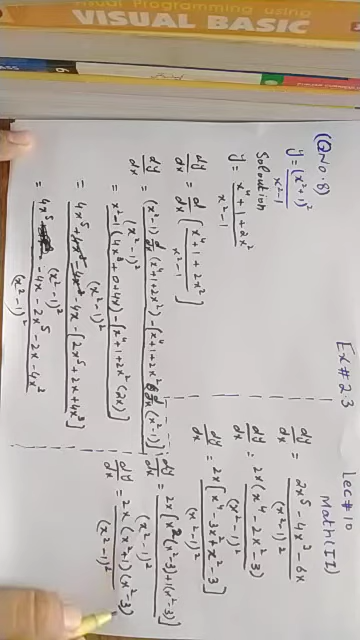 Visual Programming using
VISUAL BASIC
6
Ex # 2.3
Lec # 10
Math (II)
(QNO.8)
y = (x²+1)² / x²-1
Solution
y = x⁴+1+2x² / x²-1
dy/dx = d/dx [x⁴+1+2x² / x²-1]
dy/dx = (x²-1) d/dx (x⁴+1+2x²) - [x⁴+1+2x² d/dx (x²-1)] / (x²-1)²
= x²-1 (4x³+0+4x) - [x⁴+1+2x² (2x)] / (x²-1)²
= 4x⁵+4x³-4x³-4x-[2x⁵+2x+4x³] / (x²-1)²
= 4x⁵ -4x-2x⁵-2x-4x³ / (x²-1)²
dy/dx = 2x⁵-4x³-6x / (x²-1)²
dy/dx = 2x(x⁴-2x²-3) / (x²-1)²
dy/dx = 2x[x⁴-3x²+x²-3] / (x²-1)²
dy/dx = 2x[x²(x²-3)+1(x²-3)] / (x²-1)²
dy/dx = 2x (x²+1)(x²-3) / (x²-1)²